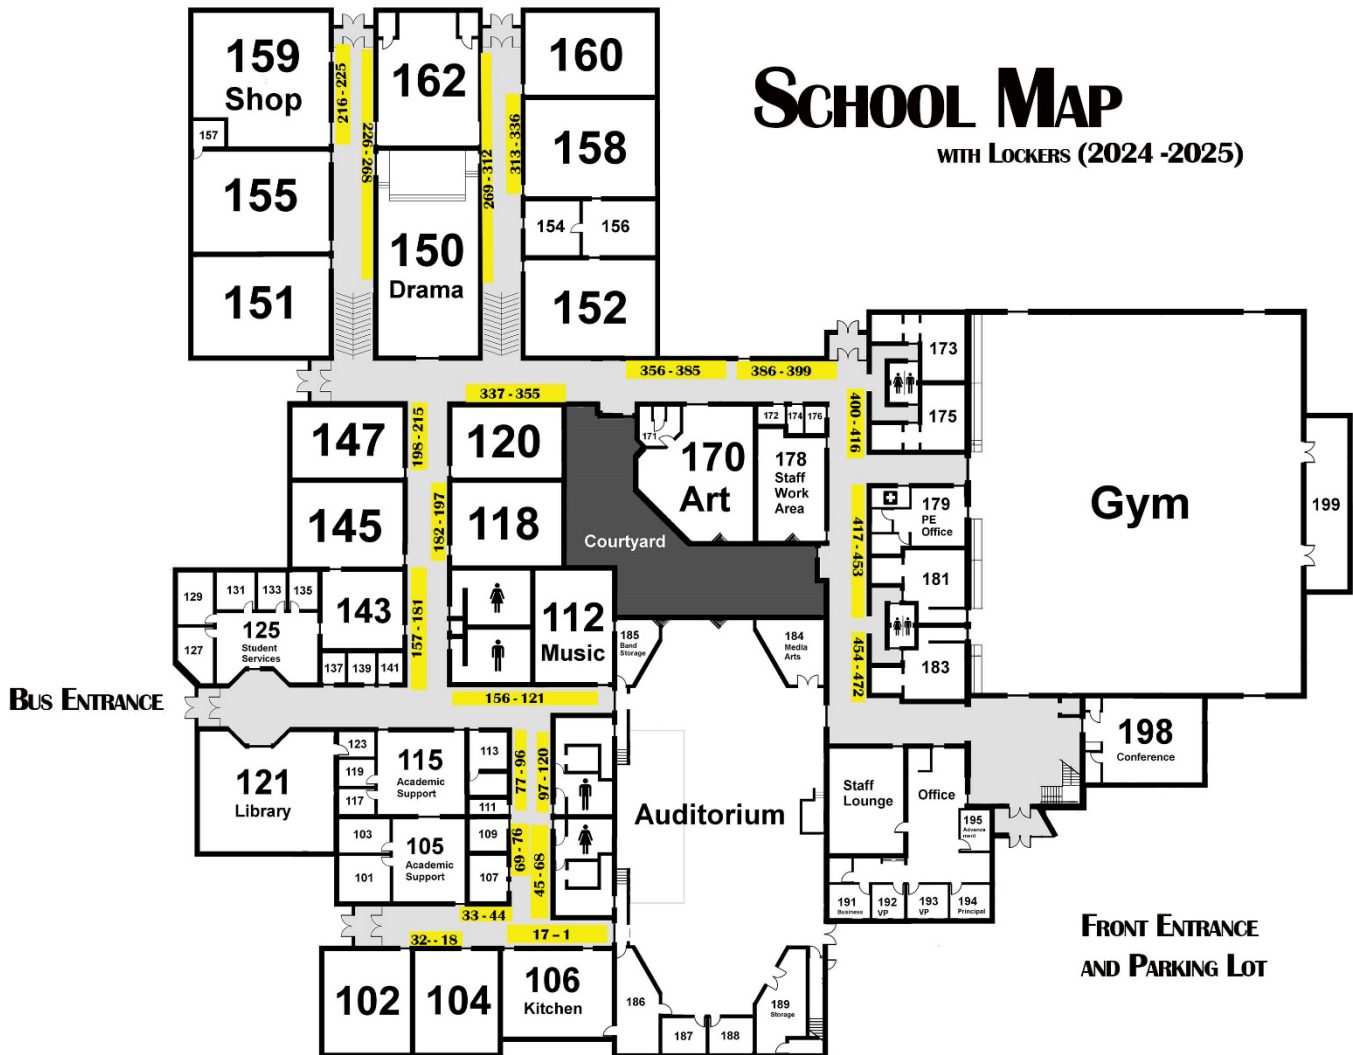 SCHOOL MAP
WITH LOCKERS (2024 -2025)
159
Shop
157
155
151
216 - 225
226 - 268
162
150
Drama
269 - 312
313 - 336
160
158
154
156
152
356 - 385
386 - 399
337 - 355
400 - 416
173
175
147
198 - 215
120
171
170
Art
172
174
176
178
Staff
Work
Area
145
182 - 197
118
Courtyard
417 - 453
179
PE
Office
181
183
454 - 472
Gym
199
129
131
133
135
127
125
Student
Services
143
137
139
141
157 - 181
112
Music
185
Band
Storage
184
Media
Arts
BUS ENTRANCE
156 - 121
121
Library
123
119
117
115
Academic
Support
113
111
77 - 96
97 - 120
103
101
105
Academic
Support
109
107
69 - 76
45 - 68
Auditorium
Staff
Lounge
Office
198
Conference
195
Advance
ment
191
Business
192
VP
193
VP
194
Principal
33 - 44
32- - 18
17 – 1
102
104
106
Kitchen
186
187
188
189
Storage
FRONT ENTRANCE
AND PARKING LOT